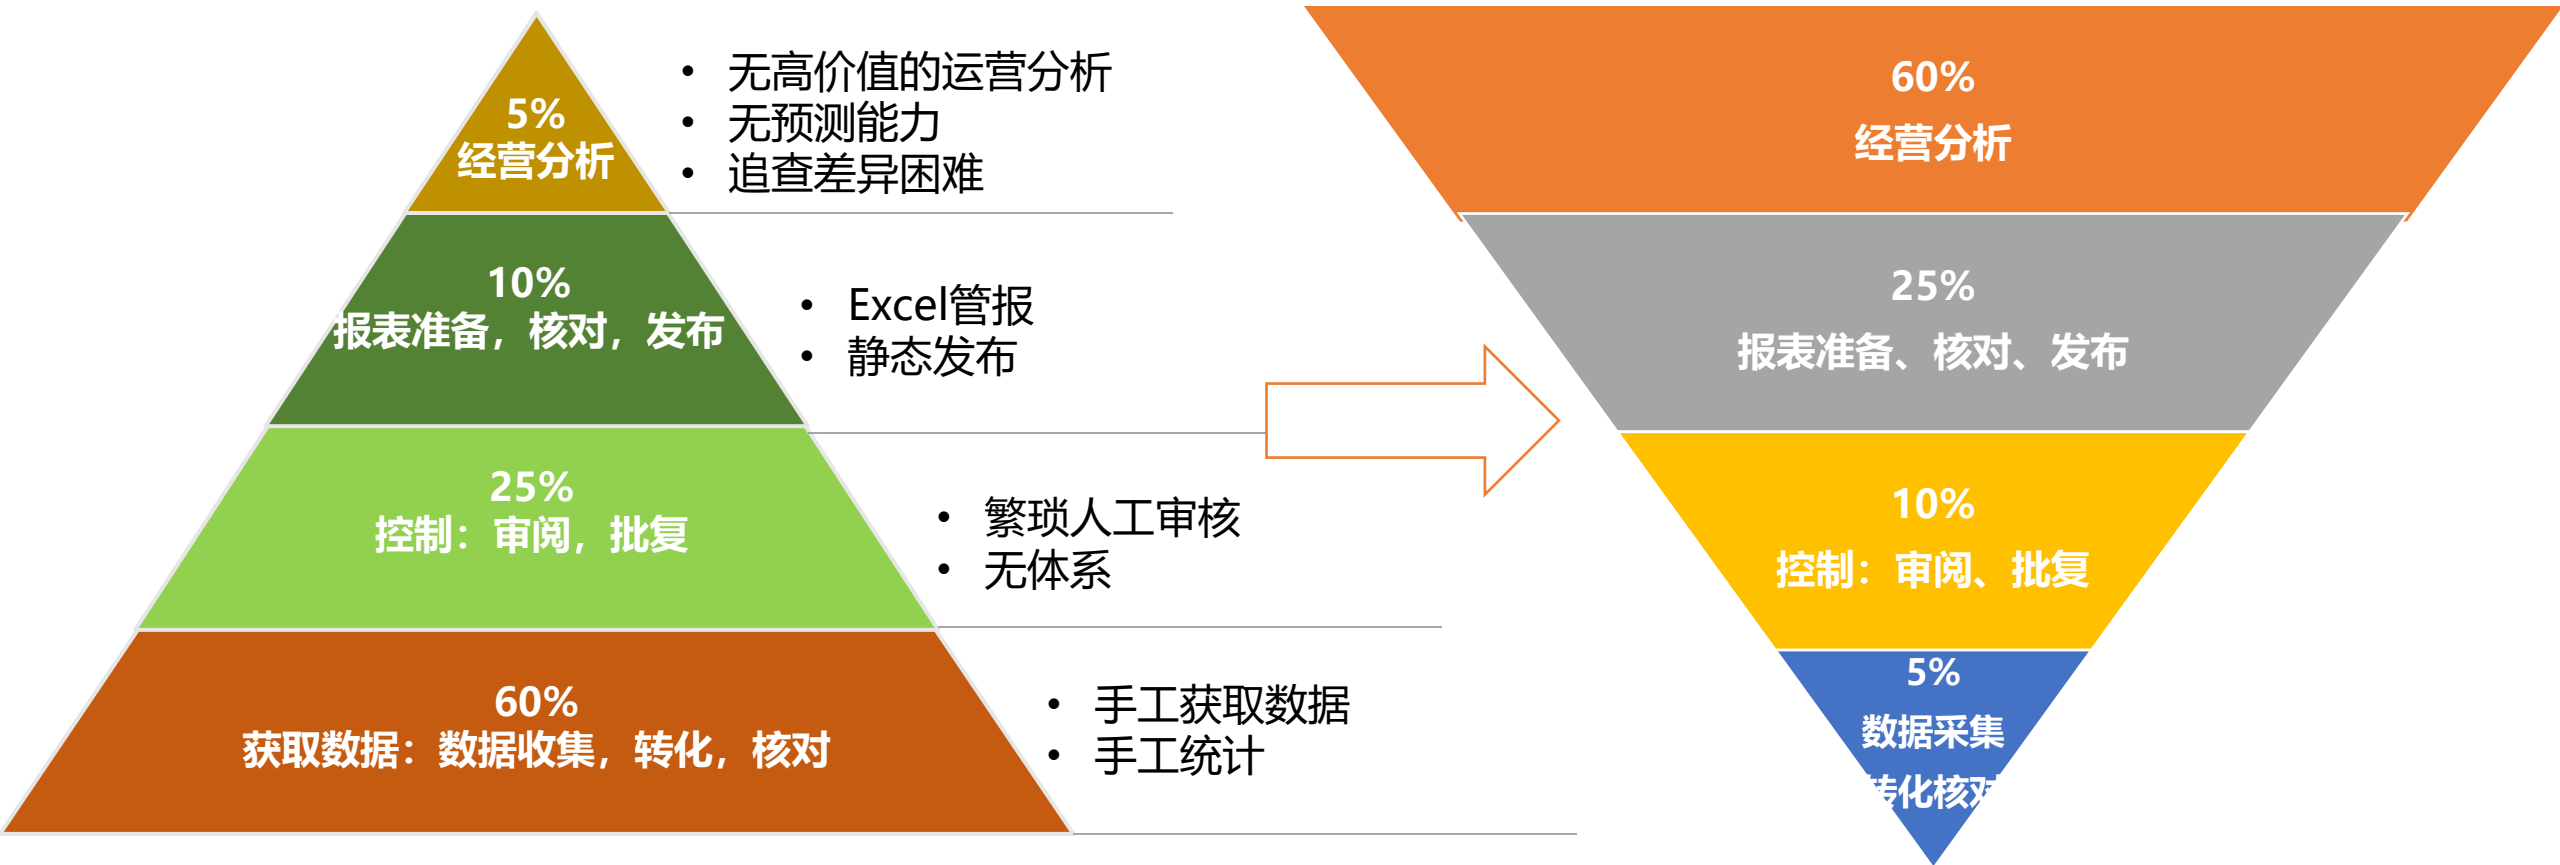 5%
经营分析
• 无高价值的运营分析
• 无预测能力
• 追查差异困难
10%
报表准备，核对，发布
• Excel管报
• 静态发布
25%
控制：审阅，批复
• 繁琐人工审核
• 无体系
60%
获取数据：数据收集，转化，核对
• 手工获取数据
• 手工统计
60%
经营分析
25%
报表准备、核对、发布
10%
控制：审阅、批复
5%
数据采集
转化核对